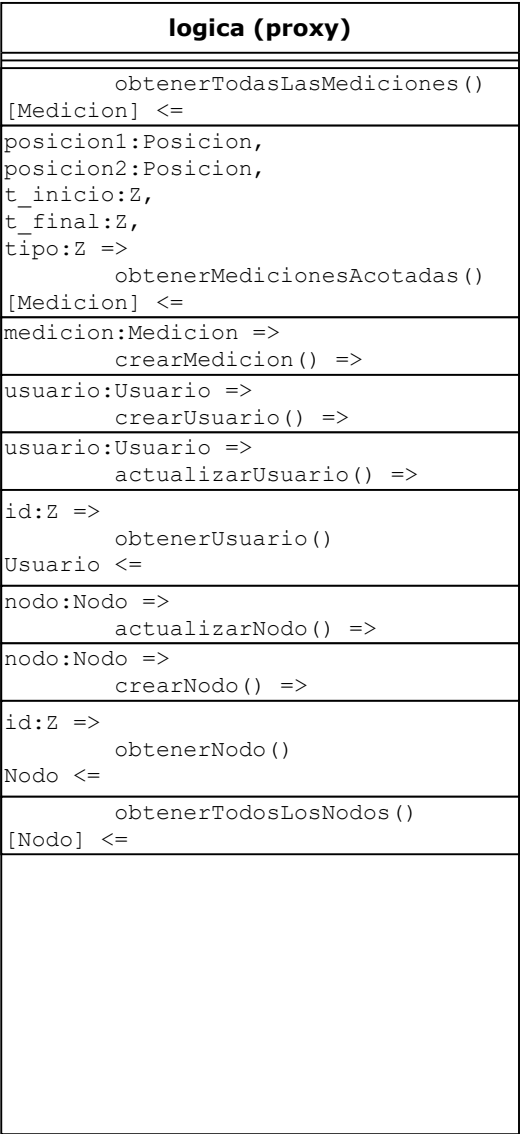 logica (proxy)
obtenerTodasLasMediciones()
[Medicion] <=
posicion1:Posicion,
posicion2:Posicion,
t_inicio:Z,
t_final:Z,
tipo:Z =>
obtenerMedicionesAcotadas()
[Medicion] <=
medicion:Medicion =>
crearMedicion() =>
usuario:Usuario =>
crearUsuario() =>
usuario:Usuario =>
actualizarUsuario() =>
id:Z =>
obtenerUsuario()
Usuario <=
nodo:Nodo =>
actualizarNodo() =>
nodo:Nodo =>
crearNodo() =>
id:Z =>
obtenerNodo()
Nodo <=
obtenerTodosLosNodos()
[Nodo] <=